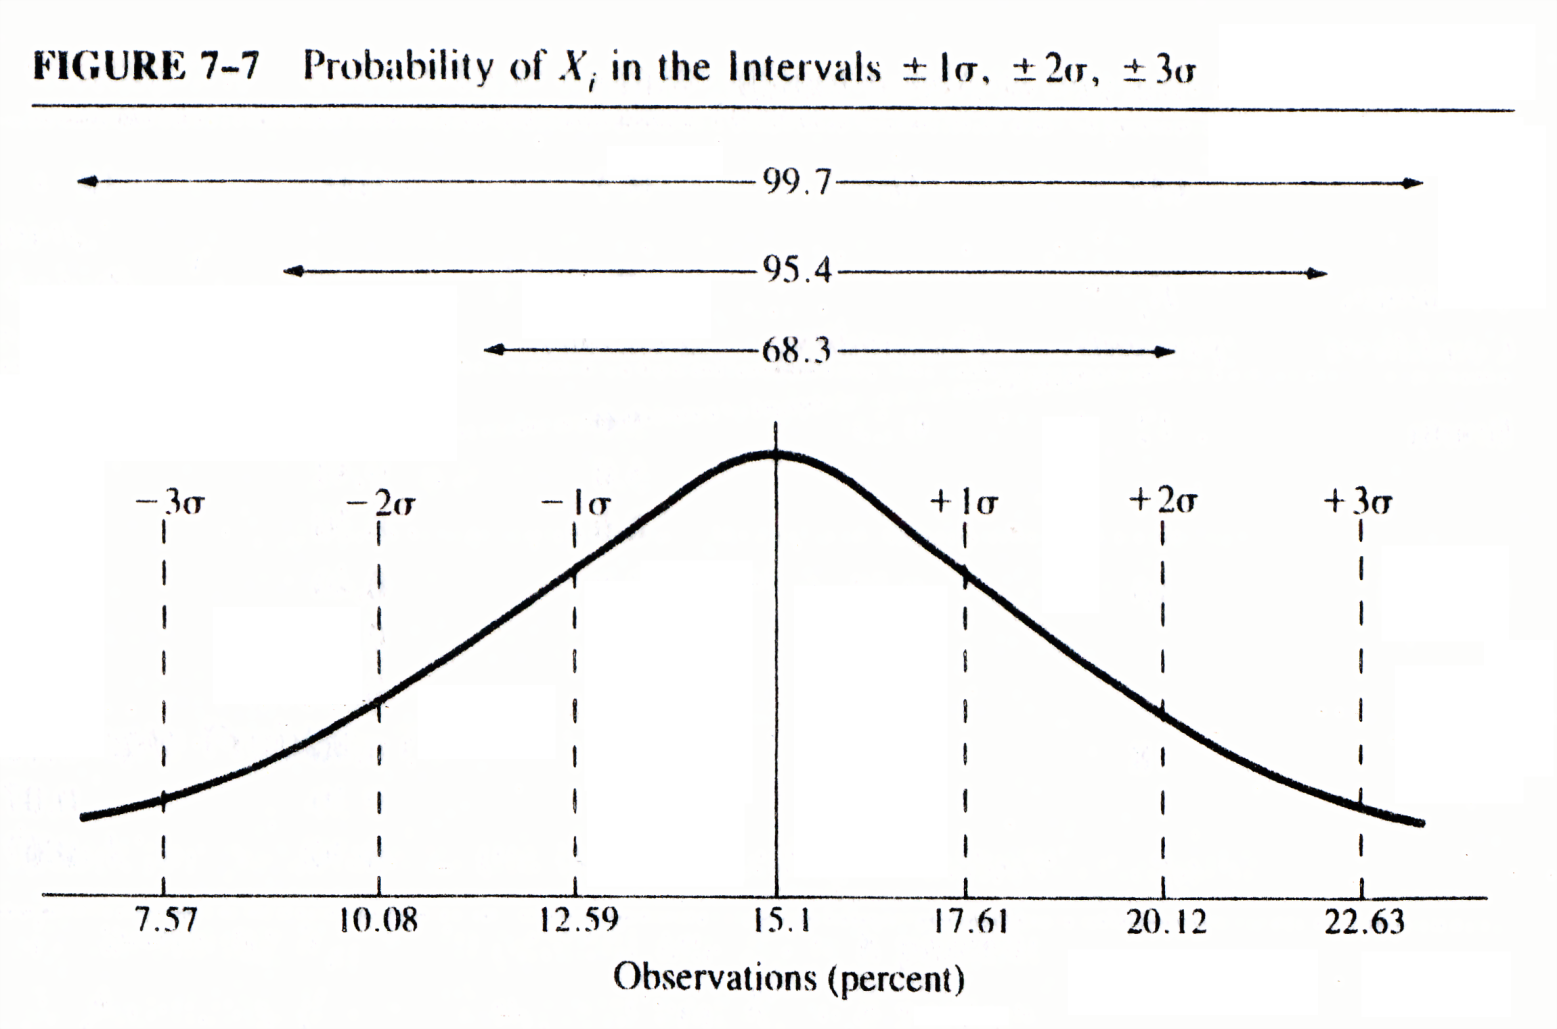 FIGURE 7–7 Probability of Xi in the Intervals ± 1σ, ± 2σ, ± 3σ
99.7
95.4
68.3
−3σ −2σ −1σ +1σ +2σ +3σ
7.57 10.08 12.59 15.1 17.61 20.12 22.63
Observations (percent)